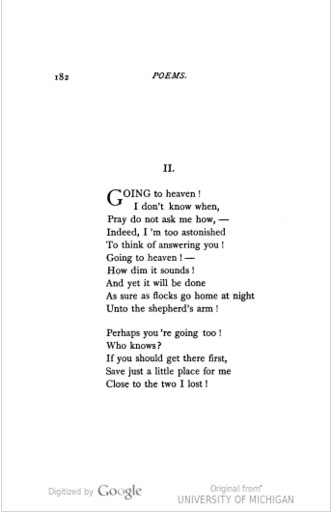 182
POEMS.
II.
GOING to heaven !
I don't know when,
Pray do not ask me how, —
Indeed, I 'm too astonished
To think of answering you !
Going to heaven ! —
How dim it sounds !
And yet it will be done
As sure as flocks go home at night
Unto the shepherd's arm !
Perhaps you 're going too !
Who knows?
If you should get there first,
Save just a little place for me
Close to the two I lost !
Digitized by Google
Original from
UNIVERSITY OF MICHIGAN